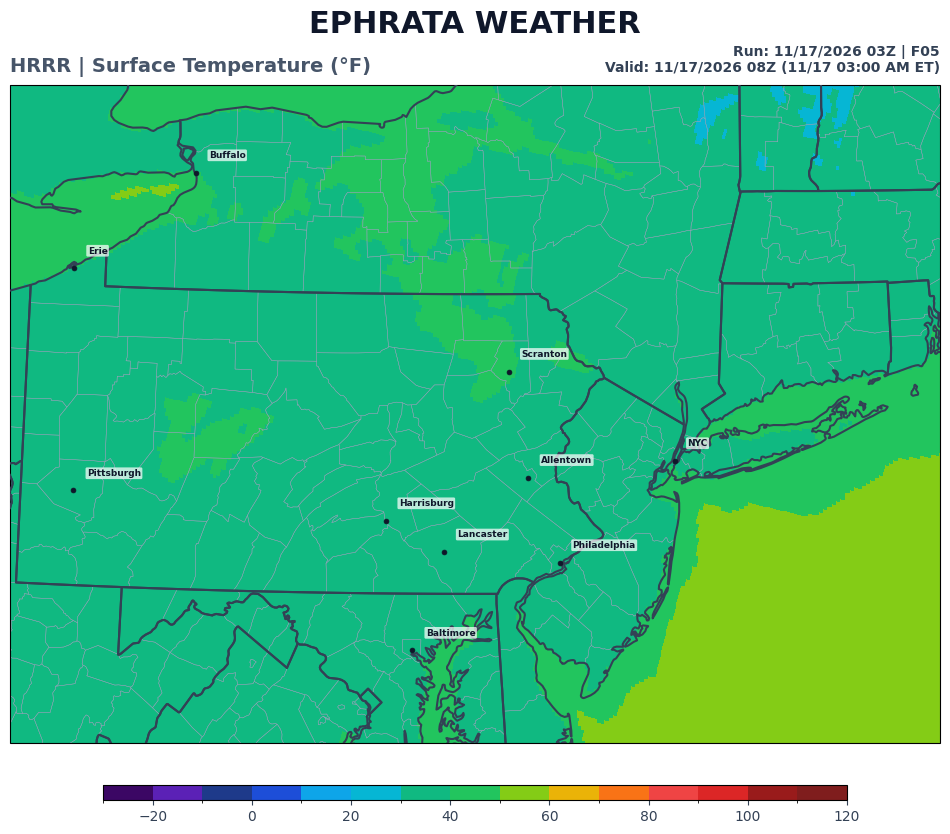 EPHRATA WEATHER
HRRR | Surface Temperature (°F)
Run: 11/17/2026 03Z | F05
Valid: 11/17/2026 08Z (11/17 03:00 AM ET)
Buffalo
Erie
Scranton
NYC
Allentown
Pittsburgh
Harrisburg
Lancaster
Philadelphia
Baltimore
−20 0 20 40 60 80 100 120